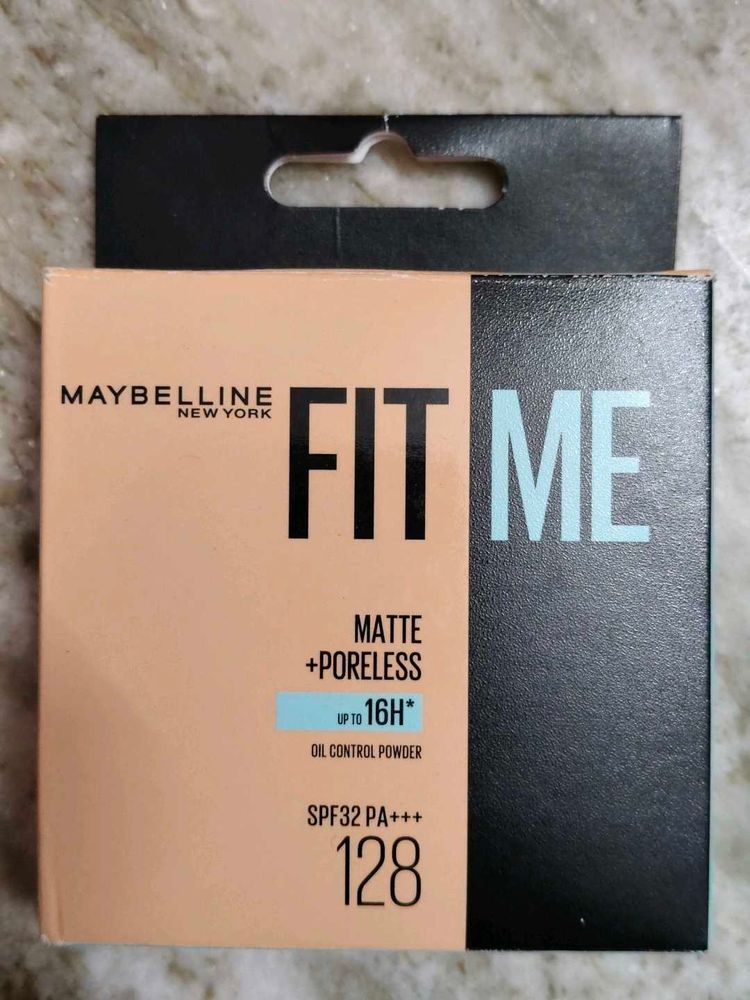 MAYBELLINE
NEW YORK
FIT ME
MATTE
+PORELESS
UP TO 16H*
OIL CONTROL POWDER
SPF32 PA+++
128